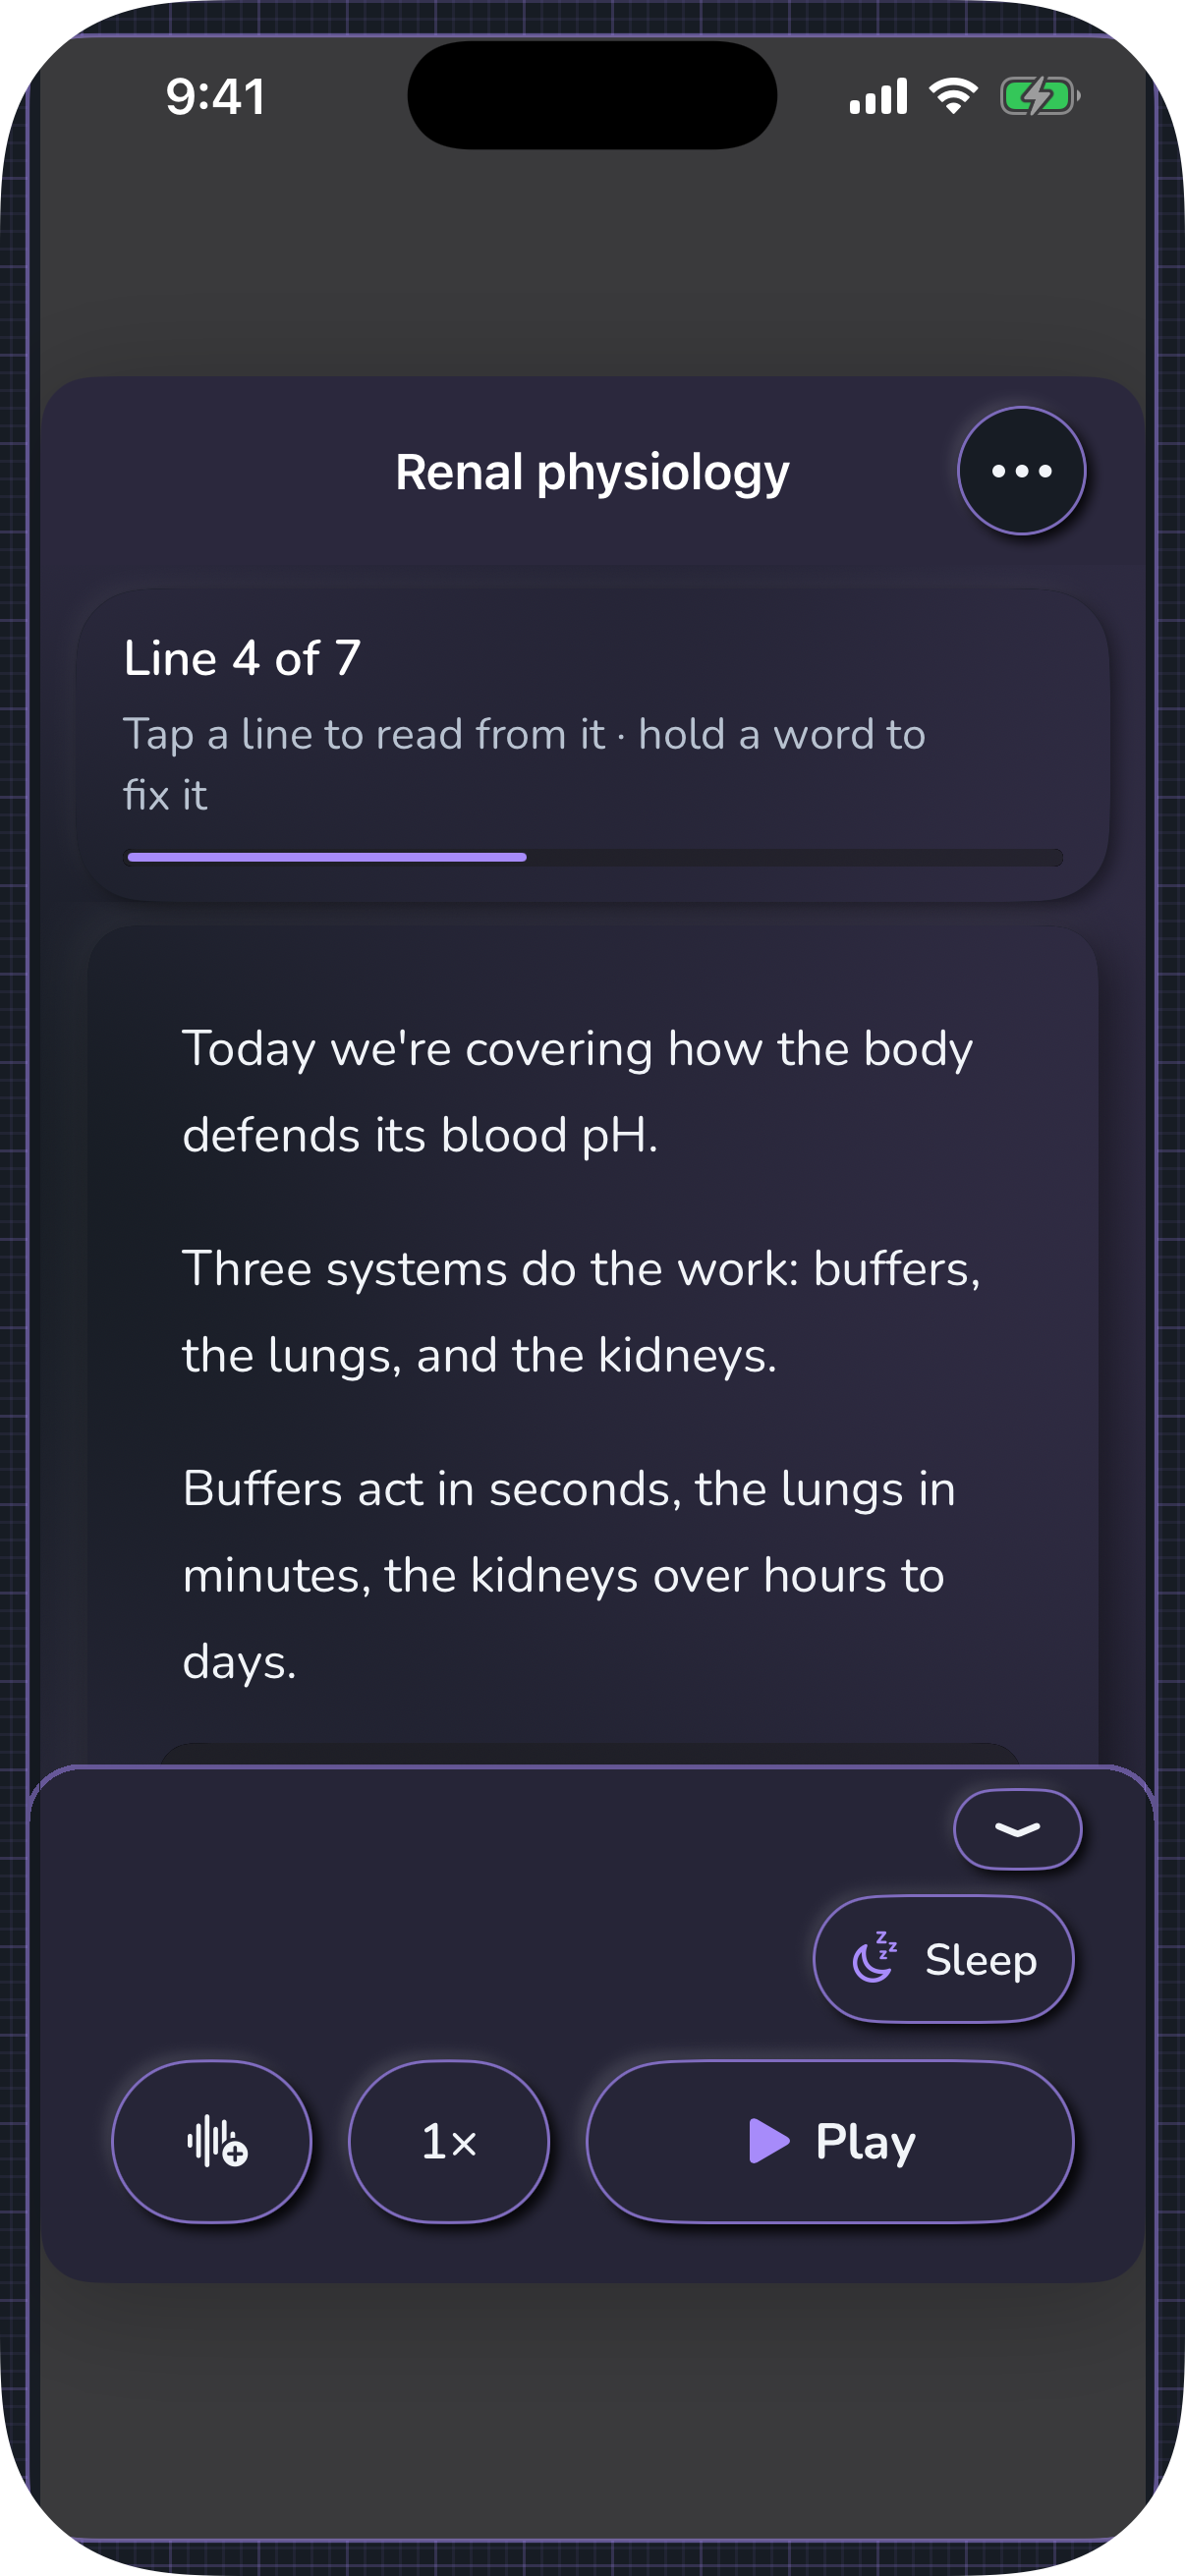 9:41
Renal physiology
Line 4 of 7
Tap a line to read from it · hold a word to
fix it
Today we're covering how the body
defends its blood pH.
Three systems do the work: buffers,
the lungs, and the kidneys.
Buffers act in seconds, the lungs in
minutes, the kidneys over hours to
days.
Sleep
1×
Play